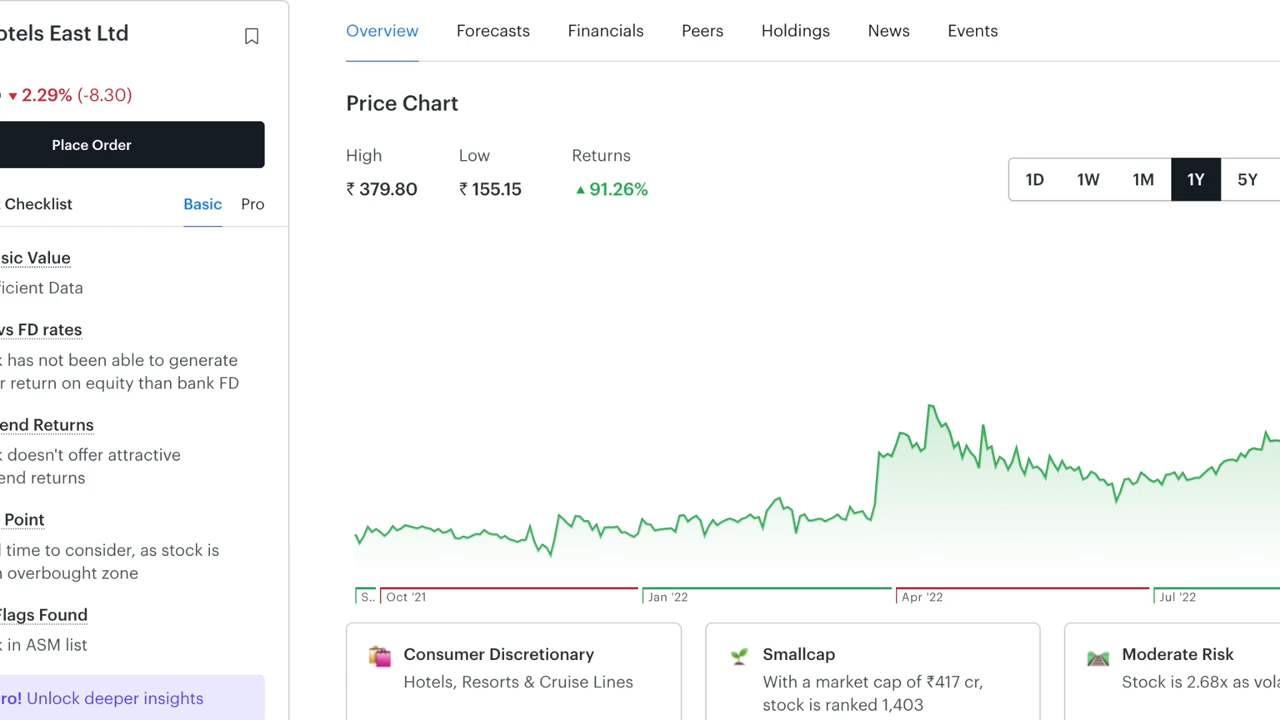 otels East Ltd
2.29% (-8.30)
Place Order
Checklist
Basic
Pro
sic Value
ficient Data
vs FD rates
k has not been able to generate
r return on equity than bank FD
end Returns
k doesn't offer attractive
end returns
Point
time to consider, as stock is
overbought zone
Flags Found
k in ASM list
ro! Unlock deeper insights
Overview
Forecasts
Financials
Peers
Holdings
News
Events
Price Chart
High
Low
Returns
₹ 379.80
₹ 155.15
91.26%
1D
1W
1M
1Y
5Y
S..
Oct '21
Jan '22
Apr '22
Jul '22
Consumer Discretionary
Hotels, Resorts & Cruise Lines
Smallcap
With a market cap of ₹417 cr,
stock is ranked 1,403
Moderate Risk
Stock is 2.68x as vola